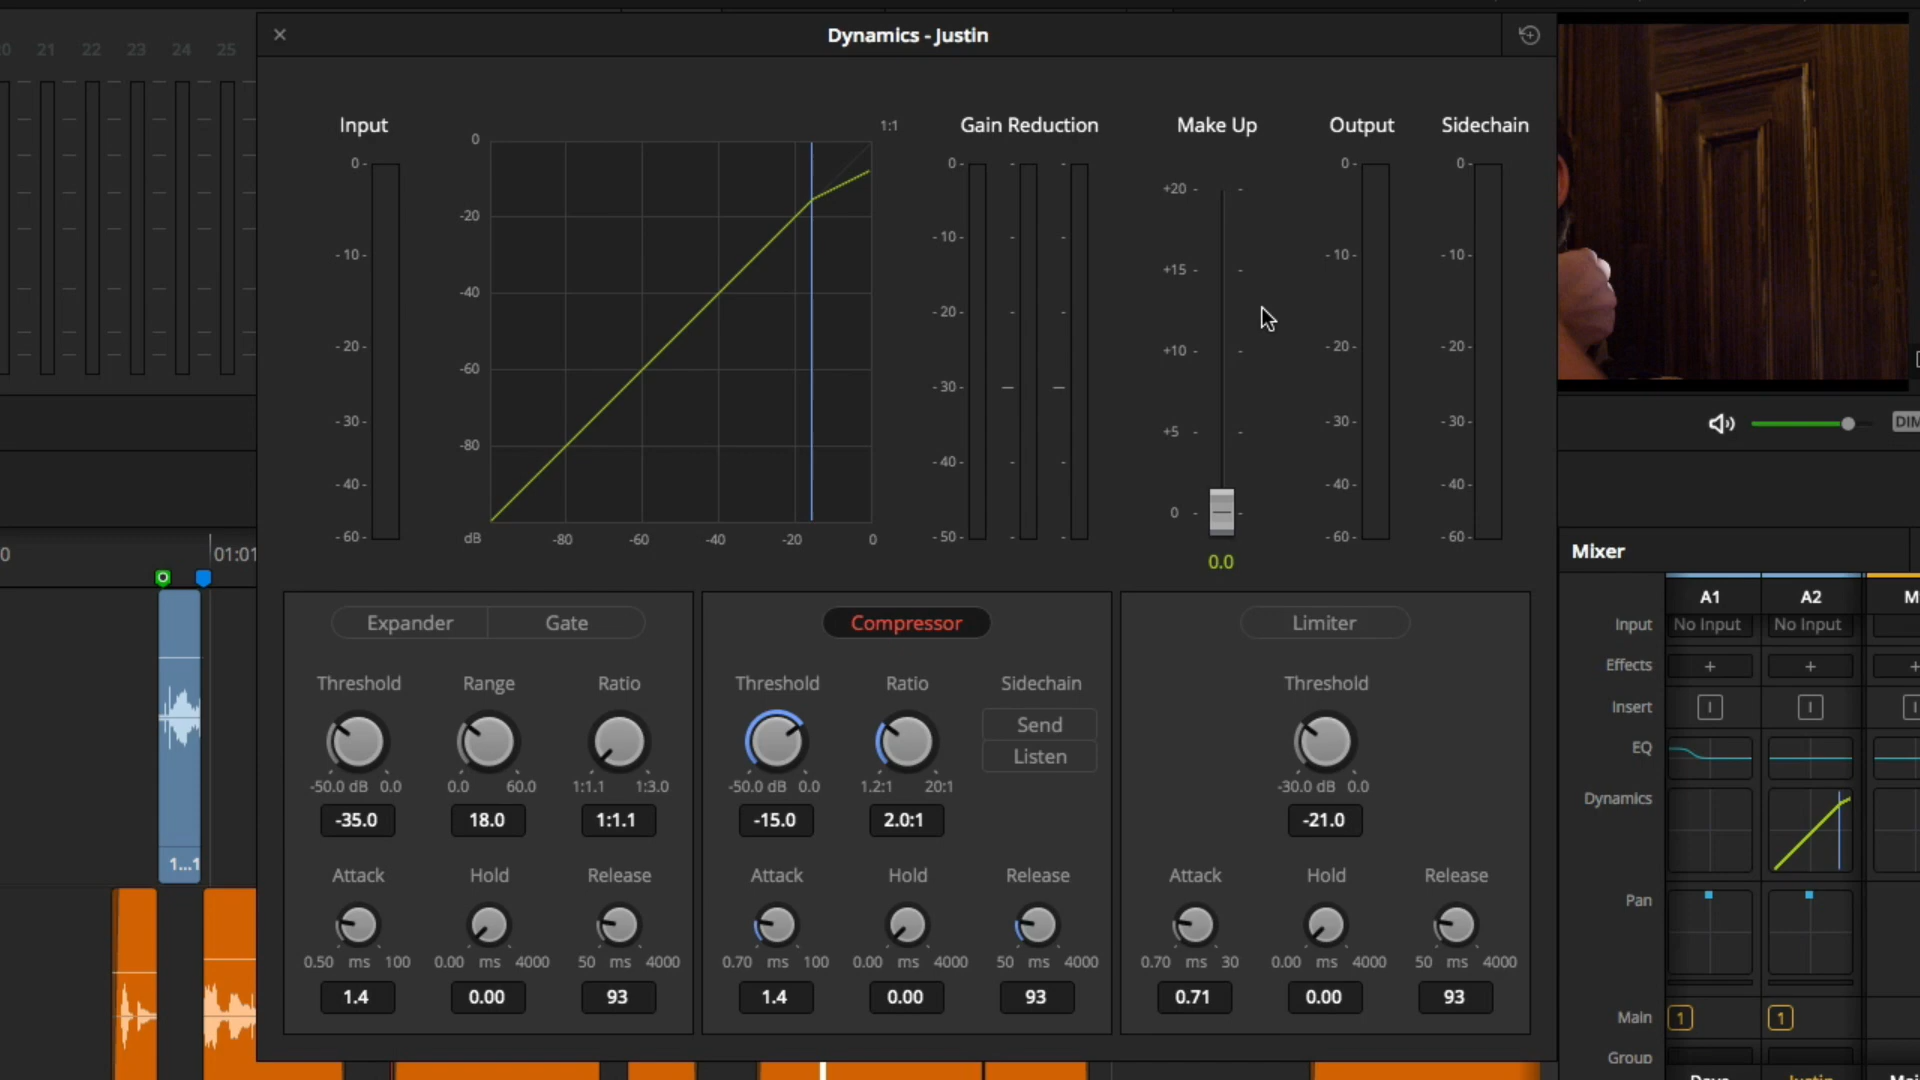 20 21 22 23 24 25
Dynamics - Justin
Input
0
-10
-20
-30
-40
-60
1:1
0
-20
-40
-60
-80
dB -80 -60 -40 -20 0
Gain Reduction
0
-10
-20
-30
-40
-50
Make Up
+20
+15
+10
+5
0
0.0
Output
0
-10
-20
-30
-40
-60
Sidechain
0
-10
-20
-30
-40
-60
Expander Gate
Threshold Range Ratio
-50.0 dB 0.0 0.0 60.0 1:1.1 1:3.0
-35.0 18.0 1:1.1
Attack Hold Release
0.50 ms 100 0.00 ms 4000 50 ms 4000
1.4 0.00 93
Compressor
Threshold Ratio Sidechain
Send
Listen
-50.0 dB 0.0 1.2:1 20:1
-15.0 2.0:1
Attack Hold Release
0.70 ms 100 0.00 ms 4000 50 ms 4000
1.4 0.00 93
Limiter
Threshold
-30.0 dB 0.0
-21.0
Attack Hold Release
0.70 ms 30 0.00 ms 4000 50 ms 4000
0.71 0.00 93
0 01:01
1...1
DIM
Mixer
A1 A2 M
Input No Input No Input
Effects + + +
Insert I I I
EQ
Dynamics
Pan
Main 1 1
Group
Justin